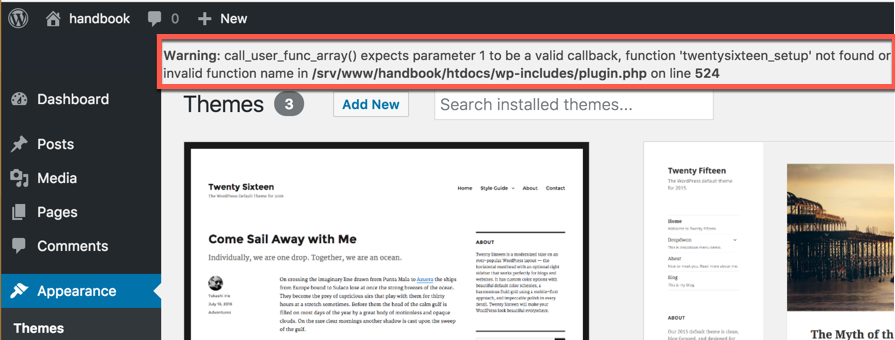 handbook 0 + New
Warning: call_user_func_array() expects parameter 1 to be a valid callback, function 'twentysixteen_setup' not found or
invalid function name in /srv/www/handbook/htdocs/wp-includes/plugin.php on line 524
Dashboard
Posts
Media
Pages
Comments
Appearance
Themes
Themes 3 Add New Search installed themes...
Twenty Sixteen
The WordPress Default Theme for 2016
Home Style Guide About Contact
Come Sail Away with Me
Individually, we are one drop. Together, we are an ocean.
Takashi Irie
July 15, 2015
Adventures
On crossing the imaginary line drawn from Punta Mala to Azuera the ships
from Europe bound to Sulaco lose at once the strong breezes of the ocean.
They become the prey of capricious airs that play with them for thirty
hours at a stretch sometimes. Before them the head of the calm gulf is
filled on most days of the year by a great body of motionless and opaque
clouds. On the rare clear mornings another shadow is cast upon the sweep
of the gulf.
ABOUT
Twenty Sixteen is a modernized take on an
ever-popular WordPress layout — the
horizontal masthead with an optional right
sidebar that works perfectly for blogs and
websites. It has custom color options with
beautiful default color schemes, a
harmonious fluid grid using a mobile-first
approach, and impeccable polish in every
detail. Twenty Sixteen will make your
WordPress look beautiful everywhere.
Twenty Fifteen
The WordPress default theme
for 2015.
Home
Welcome to Twenty Fifteen
Dropdown
About
Blog
This is my blog.
ABOUT
Our 2015 default theme is clean,
The Myth of th